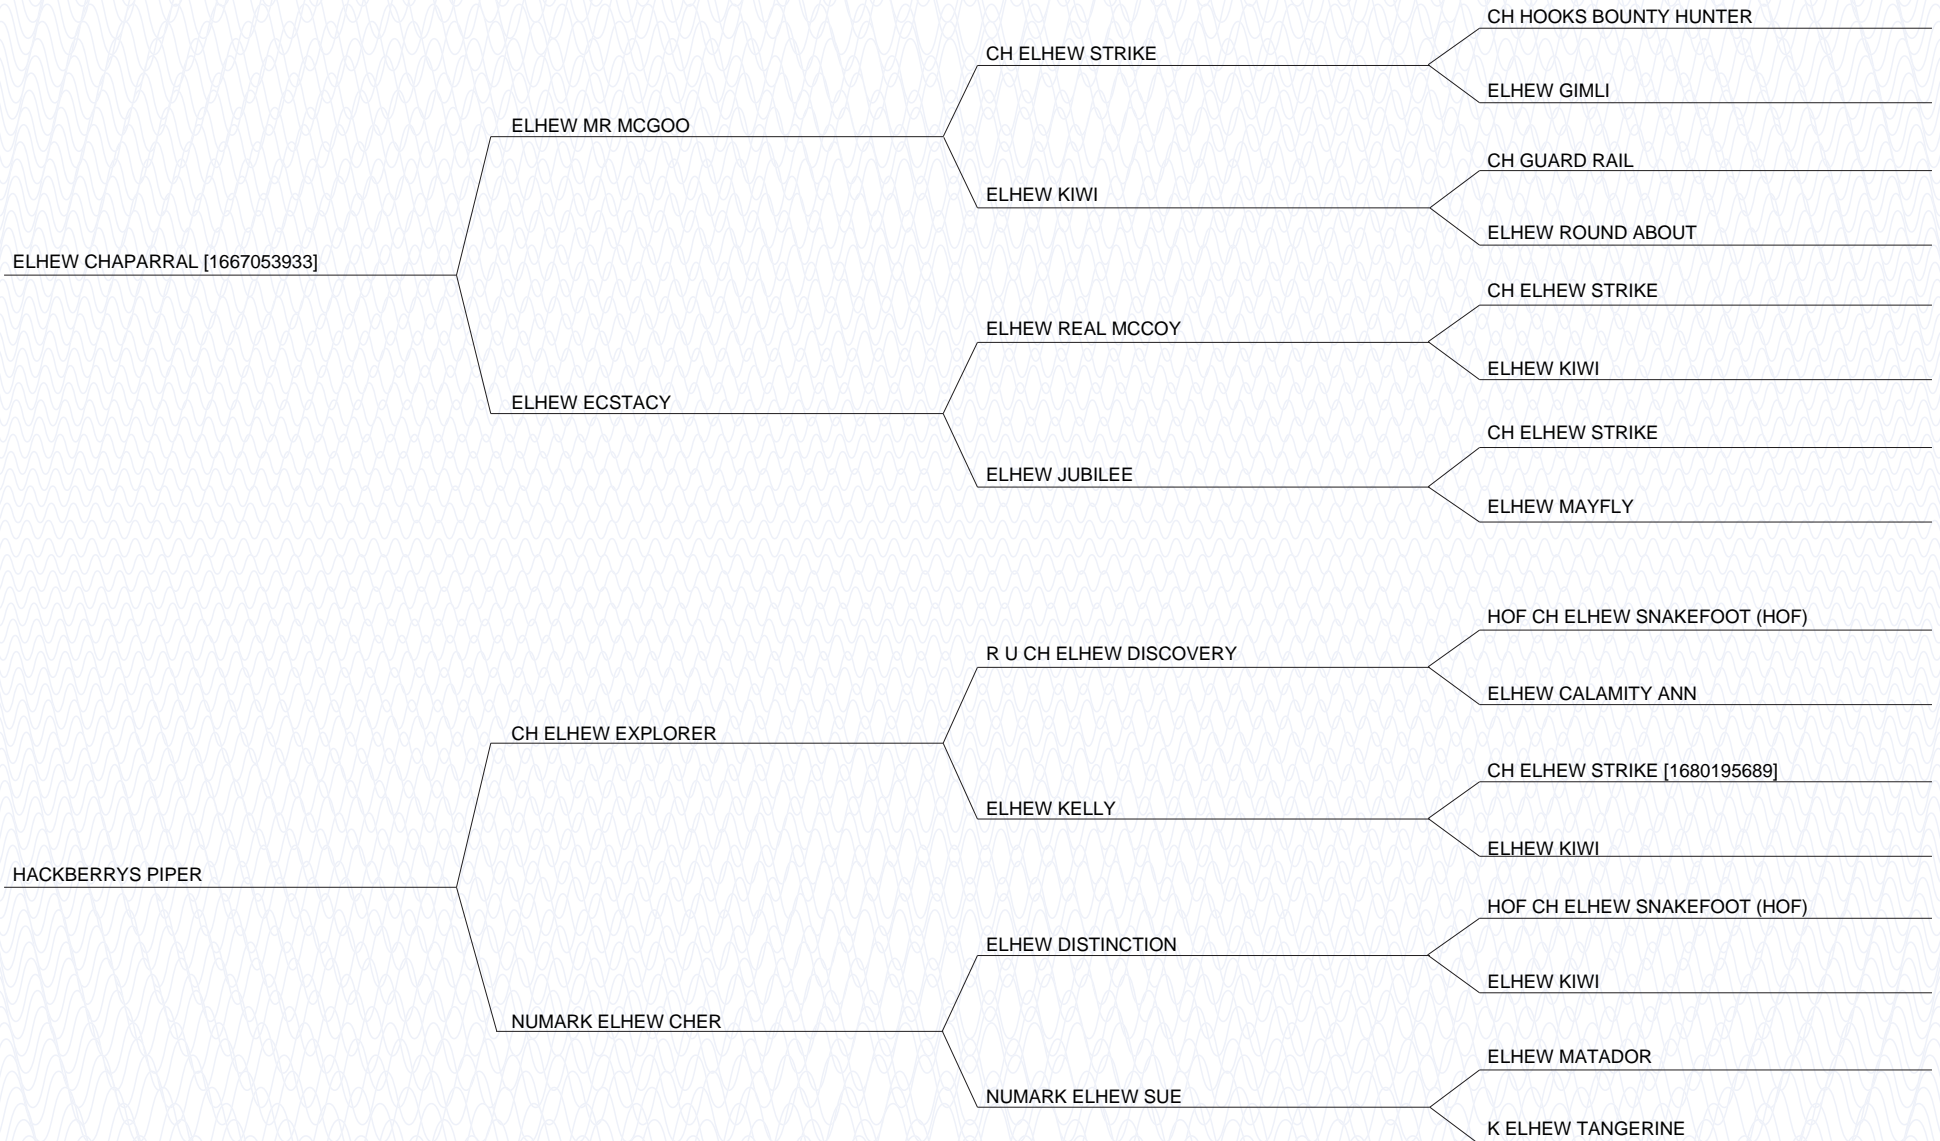 CH HOOKS BOUNTY HUNTER
CH ELHEW STRIKE
ELHEW GIMLI
ELHEW MR MCGOO
CH GUARD RAIL
ELHEW KIWI
ELHEW ROUND ABOUT
ELHEW CHAPARRAL [1667053933]
CH ELHEW STRIKE
ELHEW REAL MCCOY
ELHEW KIWI
ELHEW ECSTACY
CH ELHEW STRIKE
ELHEW JUBILEE
ELHEW MAYFLY
HOF CH ELHEW SNAKEFOOT (HOF)
R U CH ELHEW DISCOVERY
ELHEW CALAMITY ANN
CH ELHEW EXPLORER
CH ELHEW STRIKE [1680195689]
ELHEW KELLY
ELHEW KIWI
HACKBERRYS PIPER
HOF CH ELHEW SNAKEFOOT (HOF)
ELHEW DISTINCTION
ELHEW KIWI
NUMARK ELHEW CHER
ELHEW MATADOR
NUMARK ELHEW SUE
K ELHEW TANGERINE